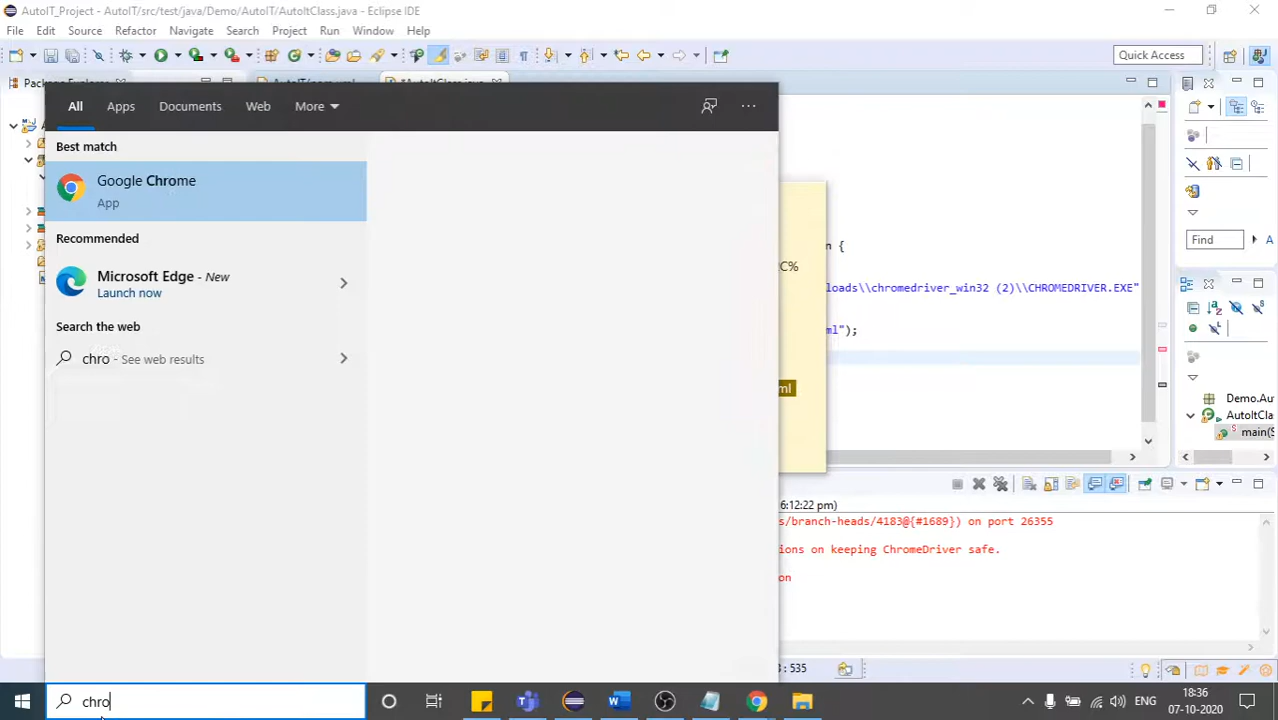 AutoIT_Project - AutoIT/src/test/java/Demo/AutoIT/AutoItClass.java - Eclipse IDE
File Edit Source Refactor Navigate Search Project Run Window Help
Quick Access
All Apps Documents Web More
Best match
Google Chrome
App
Recommended
Microsoft Edge - New
Launch now
Search the web
chro - See web results
n {
C%
loads\\chromedriver_win32 (2)\\CHROMEDRIVER.EXE"
ml");
ml
Find A
Demo.Au
AutoItCla
main(S
6:12:22 pm)
s/branch-heads/4183@{#1689}) on port 26355
ions on keeping ChromeDriver safe.
on
: 535
chro
ENG
18:36
07-10-2020